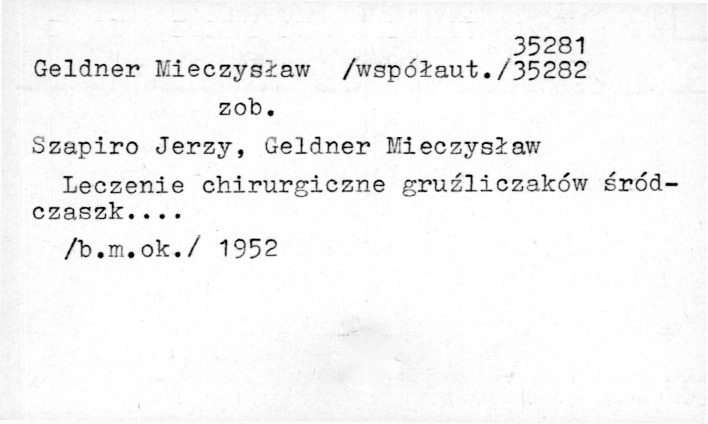 35281
Geldner Mieczysław /współaut./35282
zob.
Szapiro Jerzy, Geldner Mieczysław
Leczenie chirurgiczne gruźliczaków śród-
czaszk....
/b.m.ok./ 1952